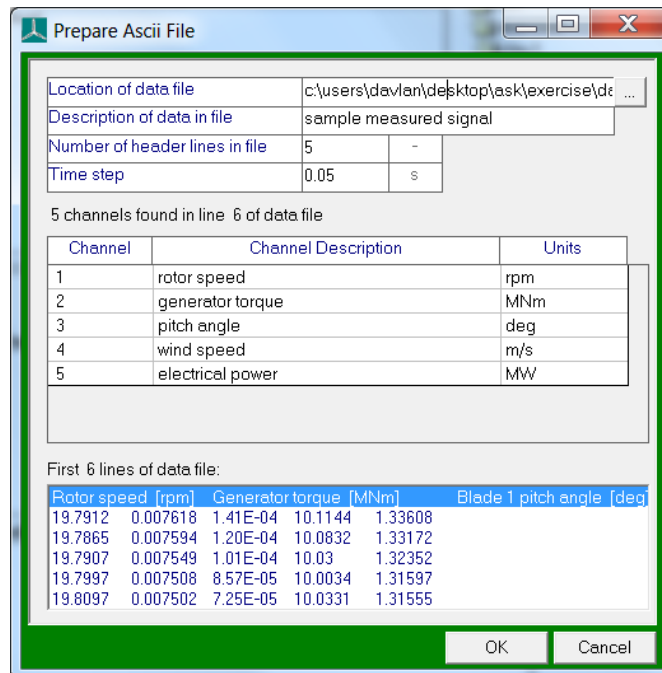 Prepare Ascii File
Location of data file c:\users\davlan\desktop\ask\exercise\da ...
Description of data in file sample measured signal
Number of header lines in file 5 -
Time step 0.05 s
5 channels found in line 6 of data file
Channel Channel Description Units
1 rotor speed rpm
2 generator torque MNm
3 pitch angle deg
4 wind speed m/s
5 electrical power MW
First 6 lines of data file:
Rotor speed [rpm] Generator torque [MNm] Blade 1 pitch angle [deg]
19.7912 0.007618 1.41E-04 10.1144 1.33608
19.7865 0.007594 1.20E-04 10.0832 1.33172
19.7907 0.007549 1.01E-04 10.03 1.32352
19.7997 0.007508 8.57E-05 10.0034 1.31597
19.8097 0.007502 7.25E-05 10.0331 1.31555
OK Cancel